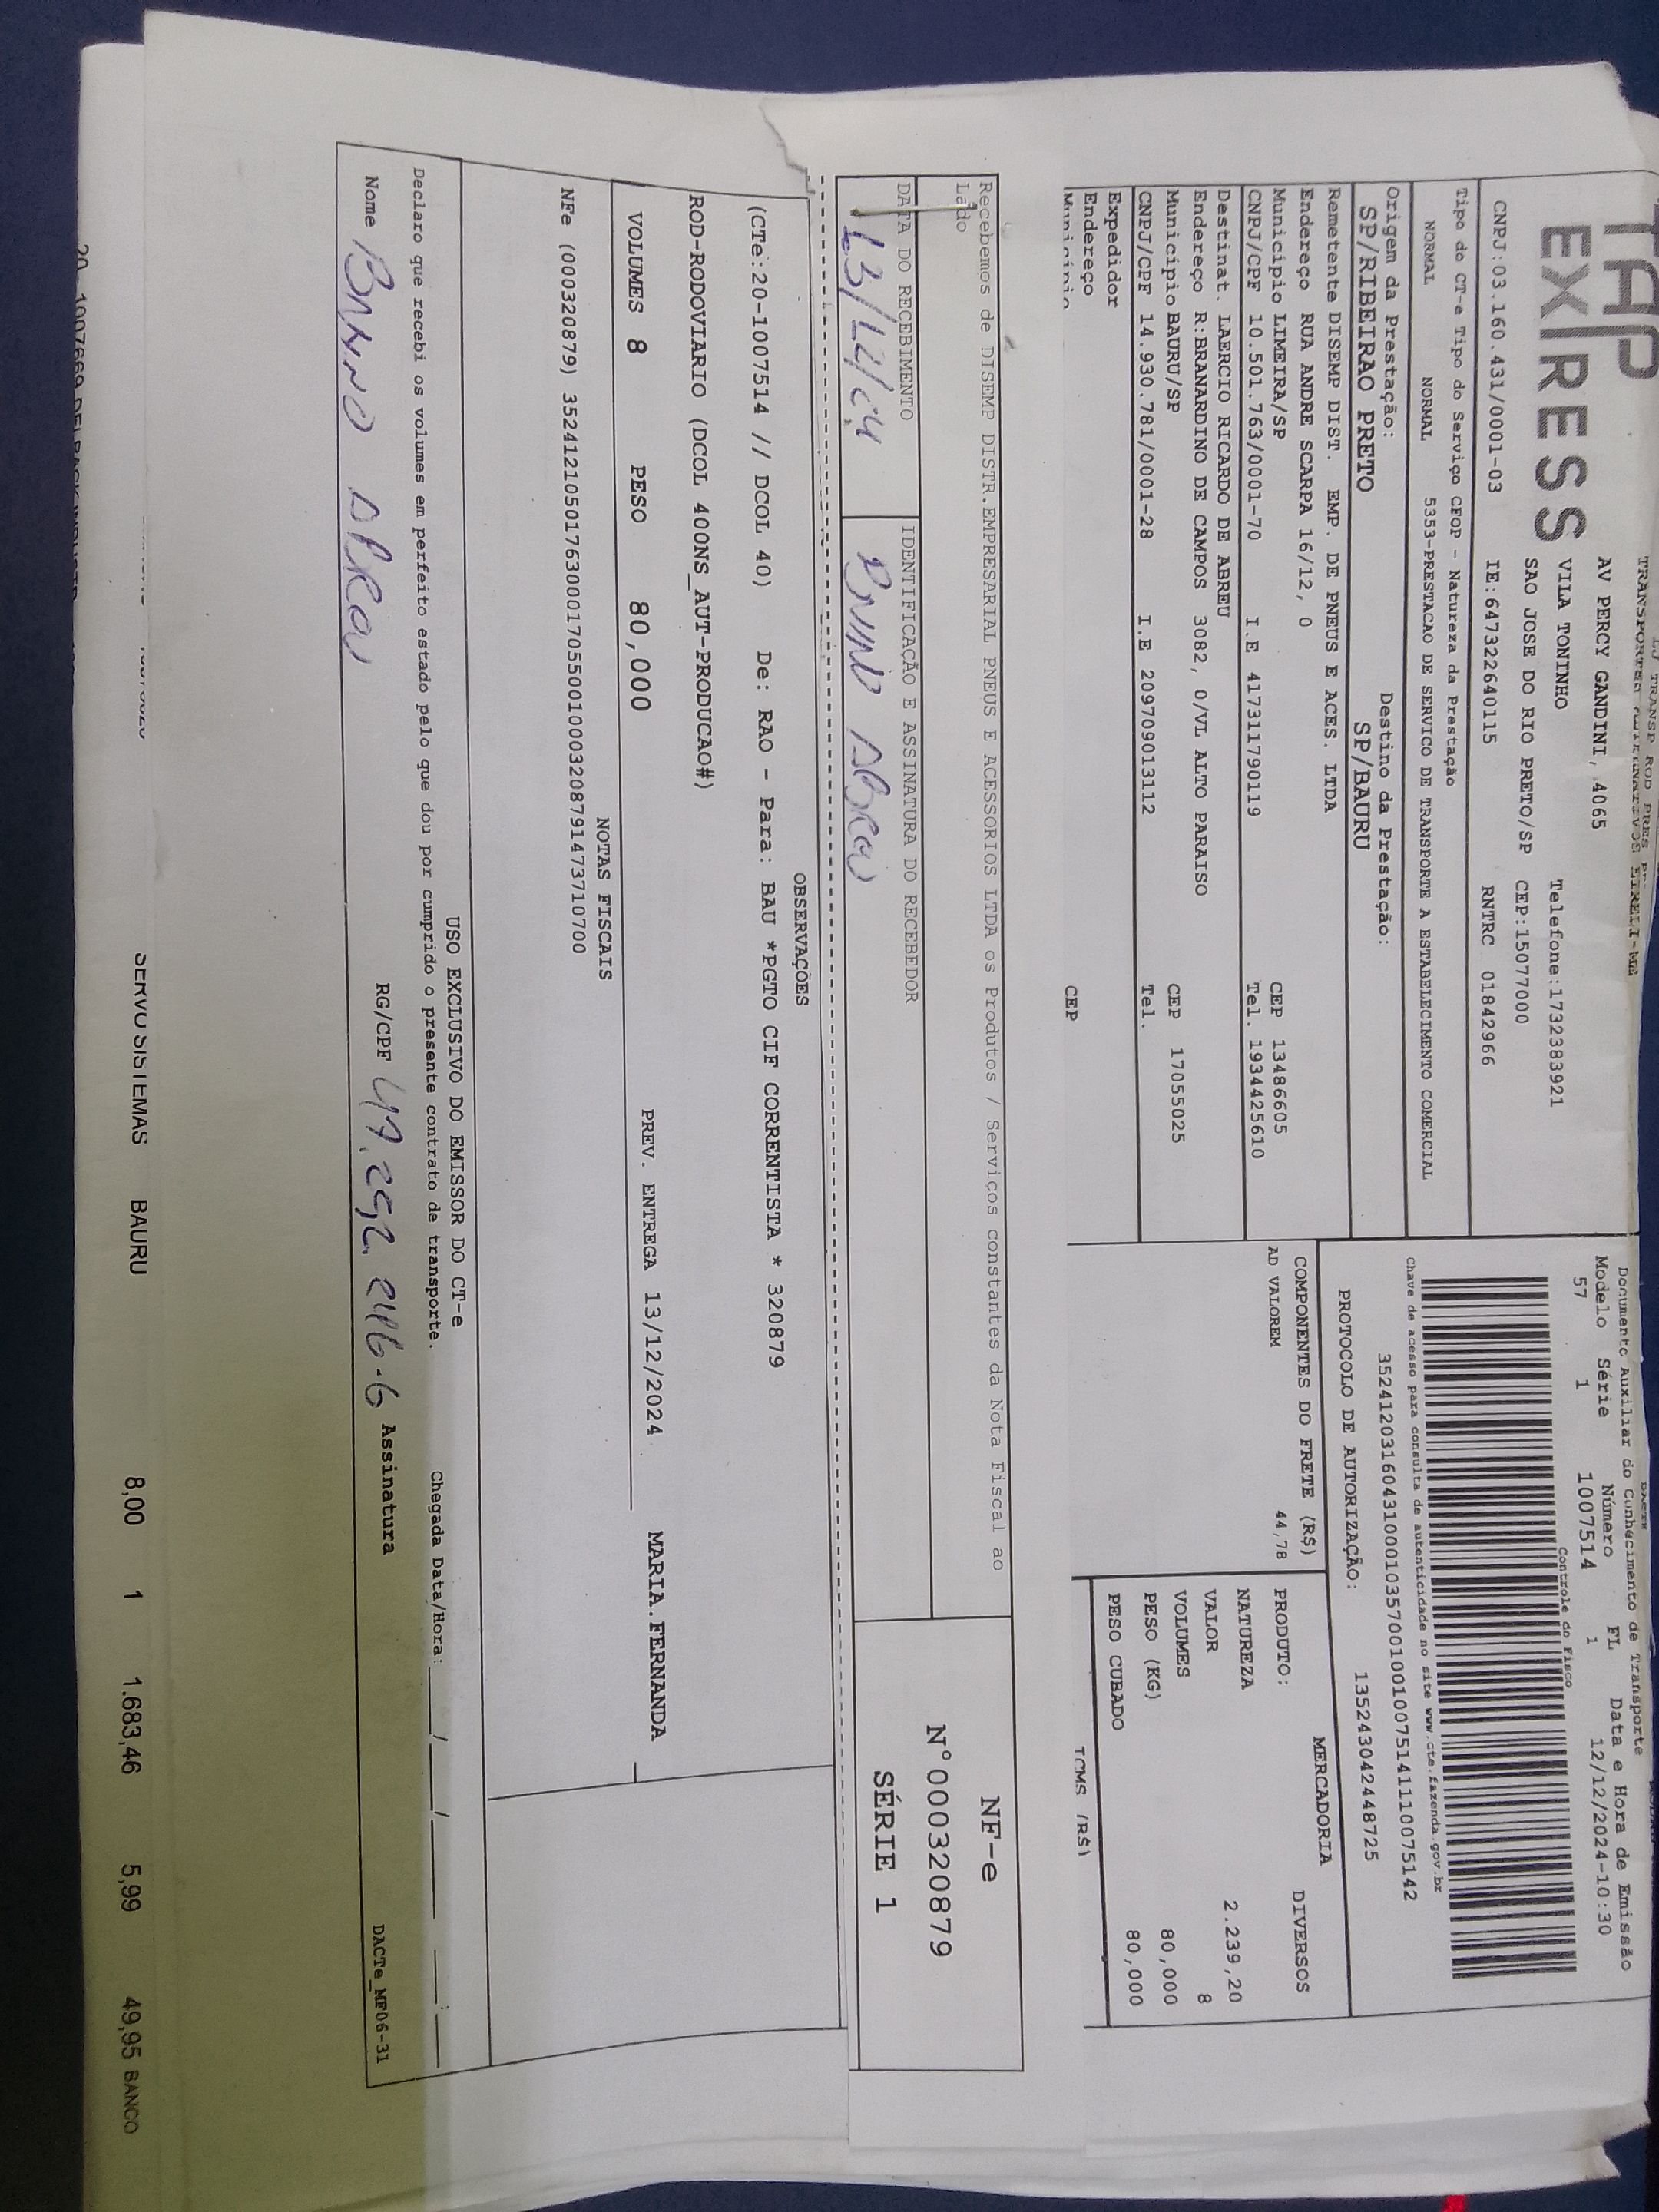 TAP
EXPRESS
AV PERCY GANDINI, 4065
VILA TONINHO Telefone:1732383921
SAO JOSE DO RIO PRETO/SP CEP:15077000
CNPJ:03.160.431/0001-03 IE:647322640115 RNTRC 01842966
Documento Auxiliar do Conhecimento de Transporte
Modelo Série Número FL Data e Hora de Emissão
57 1 1007514 1 12/12/2024-10:30
Controle do Fisco
Tipo do CT-e Tipo do Serviço CFOP - Natureza da Prestação
NORMAL NORMAL 5353-PRESTACAO DE SERVICO DE TRANSPORTE A ESTABELECIMENTO COMERCIAL
Chave de acesso para consulta de autenticidade no site www.cte.fazenda.gov.br
35241203160431000103570010010075141110075142
Origem da Prestação: Destino da Prestação:
SP/RIBEIRAO PRETO SP/BAURU
PROTOCOLO DE AUTORIZAÇÃO: 135243042448725
Remetente DISEMP DIST. EMP. DE PNEUS E ACES. LTDA
Endereço RUA ANDRE SCARPA 16/12, 0
Município LIMEIRA/SP CEP 13486605
CNPJ/CPF 10.501.763/0001-70 I.E 417311790119 Tel. 1934425610
Destinat. LAERCIO RICARDO DE ABREU
Endereço R:BRANARDINO DE CAMPOS 3082, 0/VL ALTO PARAISO
Município BAURU/SP CEP 17055025
CNPJ/CPF 14.930.781/0001-28 I.E 209709013112 Tel.
Expedidor
Endereço
Município CEP
COMPONENTES DO FRETE (R$)
AD VALOREM 44,78
MERCADORIA
PRODUTO: DIVERSOS
NATUREZA
VALOR 2.239,20
VOLUMES 8
PESO (KG) 80,000
PESO CUBADO 80,000
ICMS (R$)
Recebemos de DISEMP DISTR. EMPRESARIAL PNEUS E ACESSORIOS LTDA os Produtos / Serviços constantes da Nota Fiscal ao
Lado
DATA DO RECEBIMENTO IDENTIFICAÇÃO E ASSINATURA DO RECEBEDOR
NF-e
N°000320879
SÉRIE 1
OBSERVAÇÕES
(CTe:20-1007514 // DCOL 40) De: RAO - Para: BAU *PGTO CIF CORRENTISTA * 320879
ROD-RODOVIARIO (DCOL 400NS_AUT-PRODUCAO#)
VOLUMES 8 PESO 80,000 PREV. ENTREGA 13/12/2024 MARIA.FERNANDA
NOTAS FISCAIS
NFe (000320879) 35241210501763000170550010003208791473710700
USO EXCLUSIVO DO EMISSOR DO CT-e
Declaro que recebi os volumes em perfeito estado pelo que dou por cumprido o presente contrato de transporte. Chegada Data/Hora: / / :
Nome RG/CPF Assinatura DACTe_MF06-31
SERVO SISTEMAS BAURU 8,00 1 1.683,46 5,99 49,95 BANCO